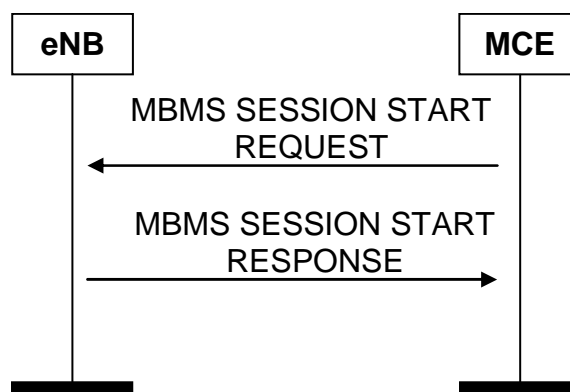 eNB
MCE
MBMS SESSION START
REQUEST
MBMS SESSION START
RESPONSE